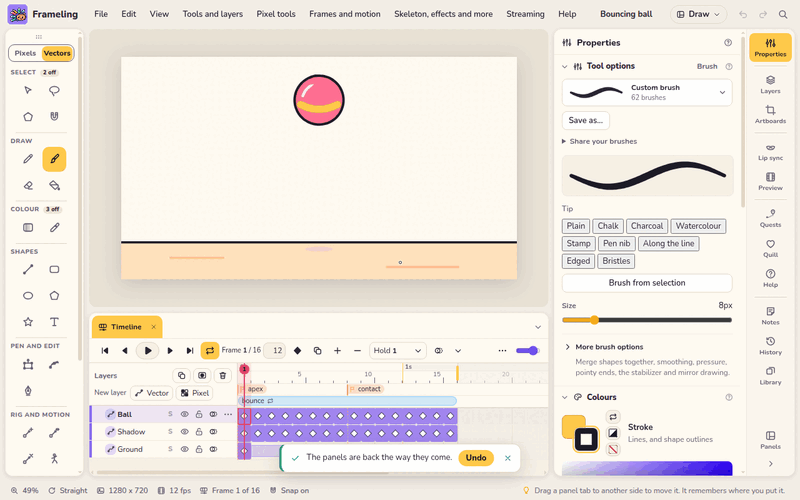 Frameling File Edit View Tools and layers Pixel tools Frames and motion Skeleton, effects and more Streaming Help Bouncing ball Draw
Pixels Vectors
SELECT 2 off
DRAW
COLOUR 3 off
SHAPES
T
PEN AND EDIT
RIG AND MOTION
Timeline
Frame 1 / 16 12 Hold 1
Layers
New layer Vector Pixel
1 5 10 15 20
1s
apex contact
bounce
Ball S
Shadow S
Ground S
The panels are back the way they come. Undo
Properties
Tool options Brush
Custom brush
62 brushes
Save as...
Share your brushes
Tip
Plain Chalk Charcoal Watercolour
Stamp Pen nib Along the line
Edged Bristles
Brush from selection
Size 8px
More brush options
Merge shapes together, smoothing, pressure,
pointy ends, the stabilizer and mirror drawing.
Colours
Stroke
Lines, and shape outlines
Properties
Layers
Artboards
Lip sync
Preview
Quests
Quill
Help
Notes
History
Library
Panels
49% Straight 1280 x 720 12 fps Frame 1 of 16 Snap on Drag a panel tab to another side to move it. It remembers where you put it.